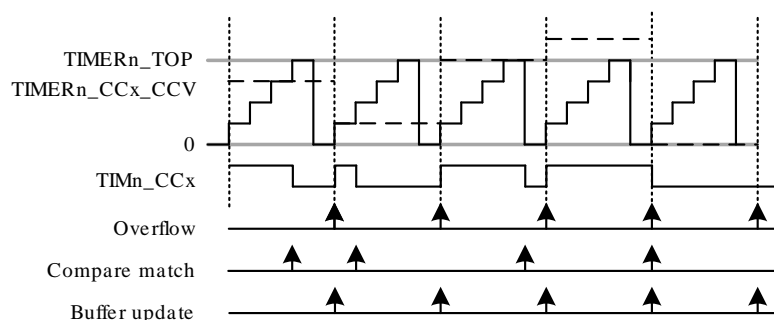 TIMERn_TOP
TIMERn_CCx_CCV
0
TIMn_CCx
Overflow
Compare match
Buffer update